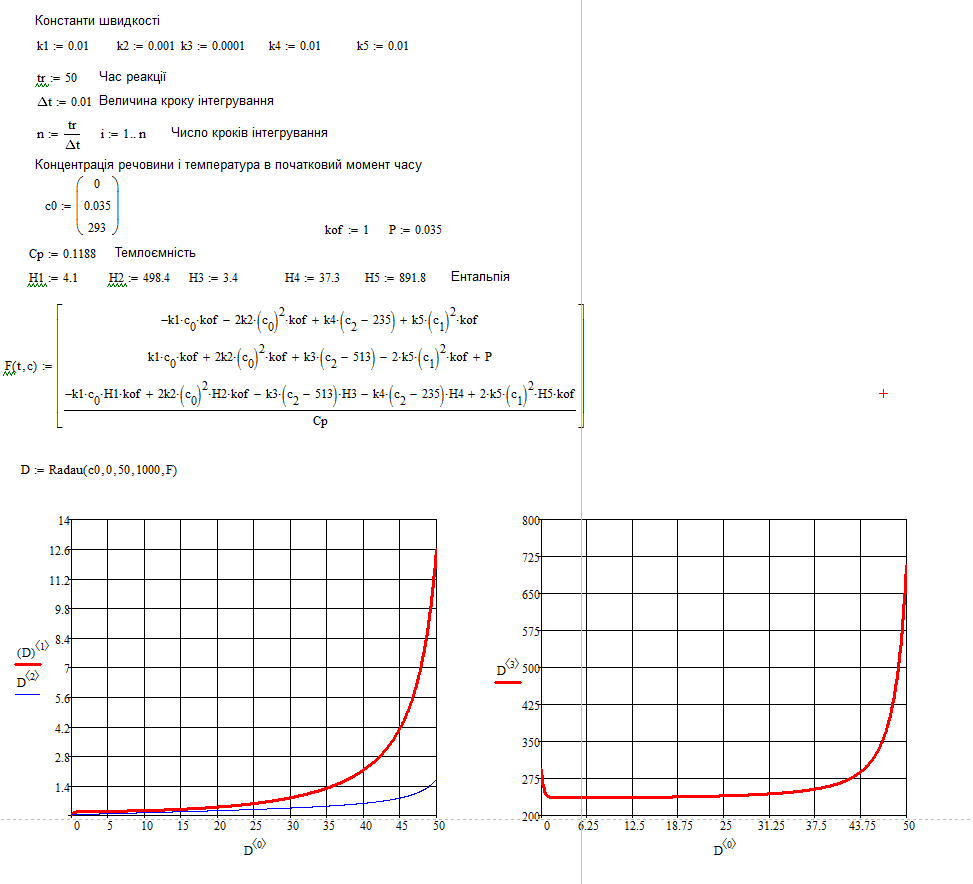 Константи швидкості
k1 := 0.01 k2 := 0.001 k3 := 0.0001 k4 := 0.01 k5 := 0.01
tr := 50 Час реакції
Δt := 0.01 Величина кроку інтегрування
n := tr/Δt i := 1.. n Число кроків інтегрування
Концентрація речовини і температура в початковий момент часу
c0 := (0 0.035 293)
kof := 1 P := 0.035
Cp := 0.1188 Темлоємність
H1 := 4.1 H2 := 498.4 H3 := 3.4 H4 := 37.3 H5 := 891.8 Ентальпія
F(t,c) :=
−k1·c₀·kof − 2k2·(c₀)²·kof + k4·(c₂ − 235) + k5·(c₁)²·kof
k1·c₀·kof + 2k2·(c₀)²·kof + k3·(c₂ − 513) − 2·k5·(c₁)²·kof + P
−k1·c₀·H1·kof + 2k2·(c₀)²·H2·kof − k3·(c₂ − 513)·H3 − k4·(c₂ − 235)·H4 + 2·k5·(c₁)²·H5·kof
Cp
D := Radau(c0,0,50,1000,F)
14
12.6
11.2
9.8
8.4
7
5.6
4.2
2.8
1.4
(D)⟨1⟩
D⟨2⟩
0 5 10 15 20 25 30 35 40 45 50
D⟨0⟩
800
725
650
575
500
425
350
275
200
D⟨3⟩
0 6.25 12.5 18.75 25 31.25 37.5 43.75 50
D⟨0⟩